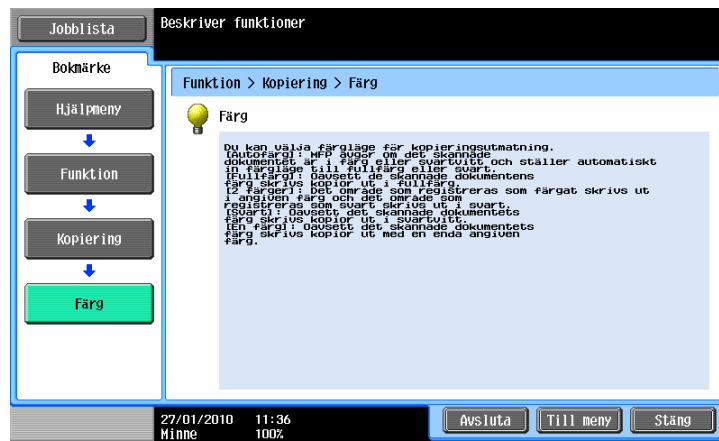 Jobblista
Beskriver funktioner
Bokmärke
Hjälpmeny
Funktion
Kopiering
Färg
Funktion > Kopiering > Färg
Färg
Du kan välja färgläge för kopieringsutmatning.
[Autofärg]: MFP avgör om det skannade
dokumentet är i färg eller svartvitt och ställer automatiskt
in färgläge till fullfärg eller svart.
[Fullfärg]: Oavsett de skannade dokumentens
färg skrivs kopior ut i fullfärg.
[2 färger]: Det område som registreras som färgat skrivs ut
i angiven färg och det område som
registreras som svart skrivs ut i svart.
[Svart]: Oavsett det skannade dokumentets
färg skrivs kopior ut i svartvitt.
[En färg]: Oavsett det skannade dokumentets
färg skrivs kopior ut med en enda angiven
färg.
27/01/2010 11:36
Minne 100%
Avsluta
Till meny
Stäng